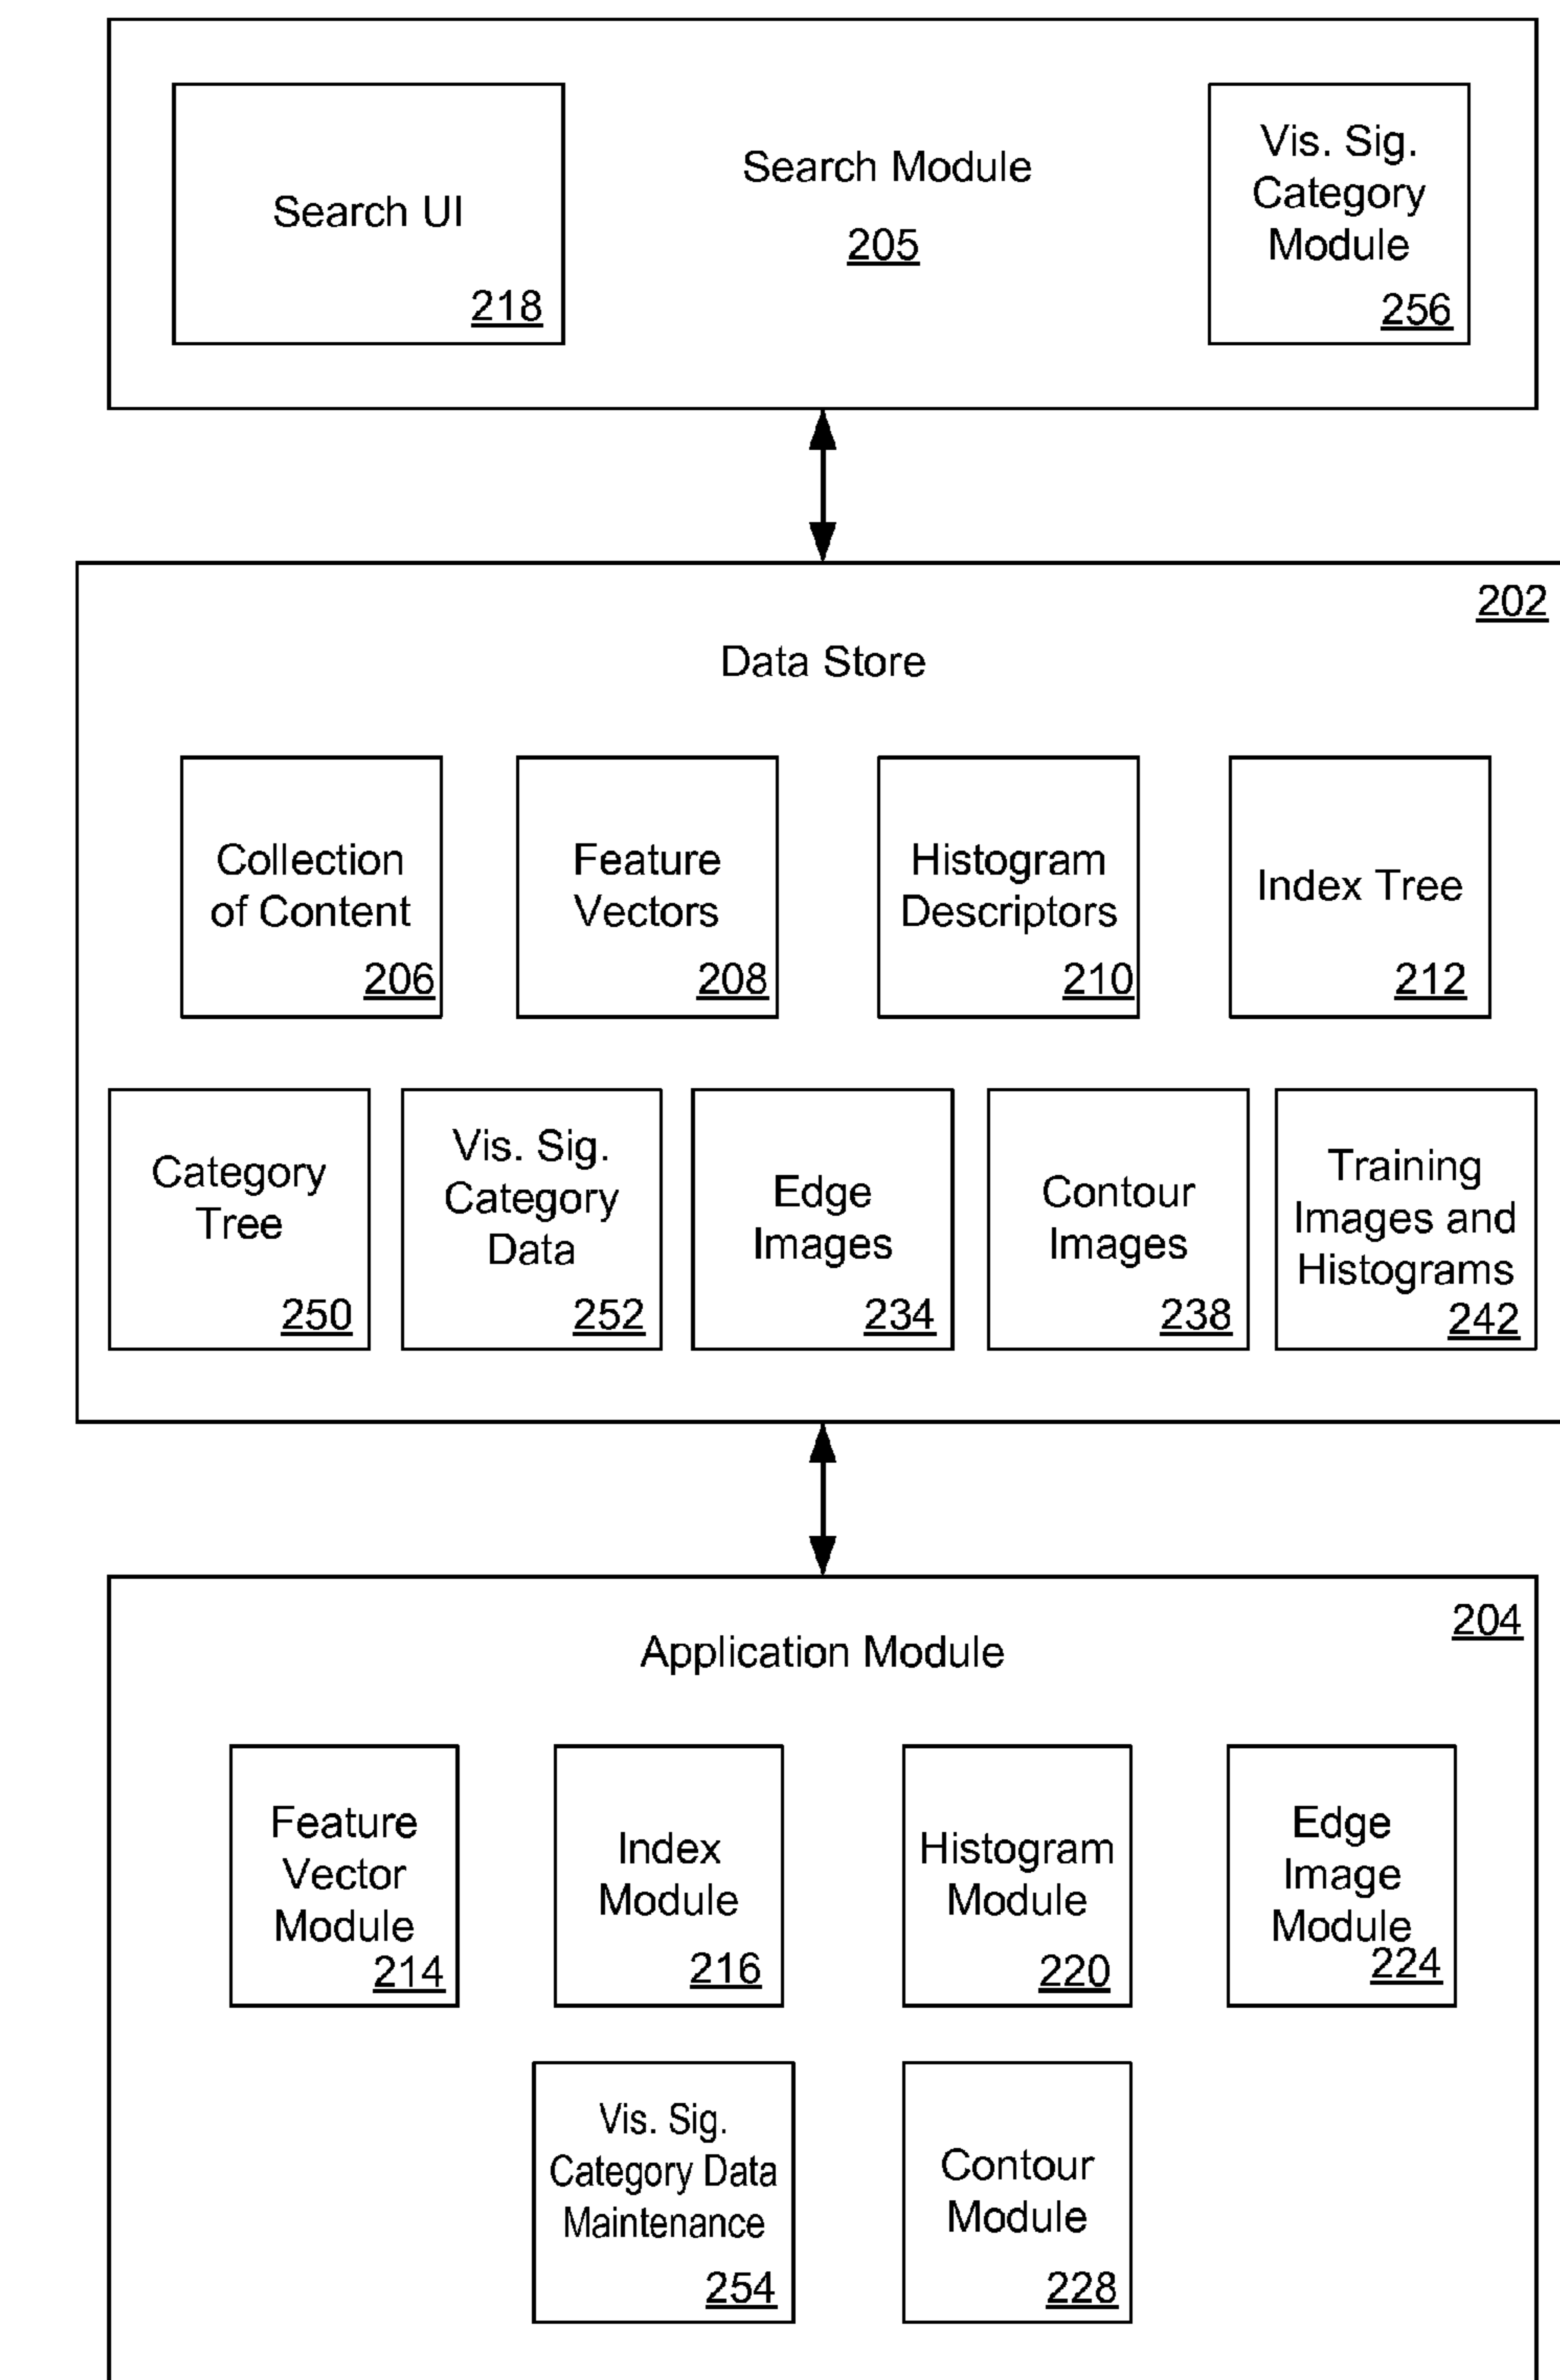 Search UI
218
Search Module
205
Vis. Sig.
Category
Module
256
202
Data Store
Collection
of Content
206
Feature
Vectors
208
Histogram
Descriptors
210
Index Tree
212
Category
Tree
250
Vis. Sig.
Category
Data
252
Edge
Images
234
Contour
Images
238
Training
Images and
Histograms
242
204
Application Module
Feature
Vector
Module
214
Index
Module
216
Histogram
Module
220
Edge
Image
Module
224
Vis. Sig.
Category Data
Maintenance
254
Contour
Module
228